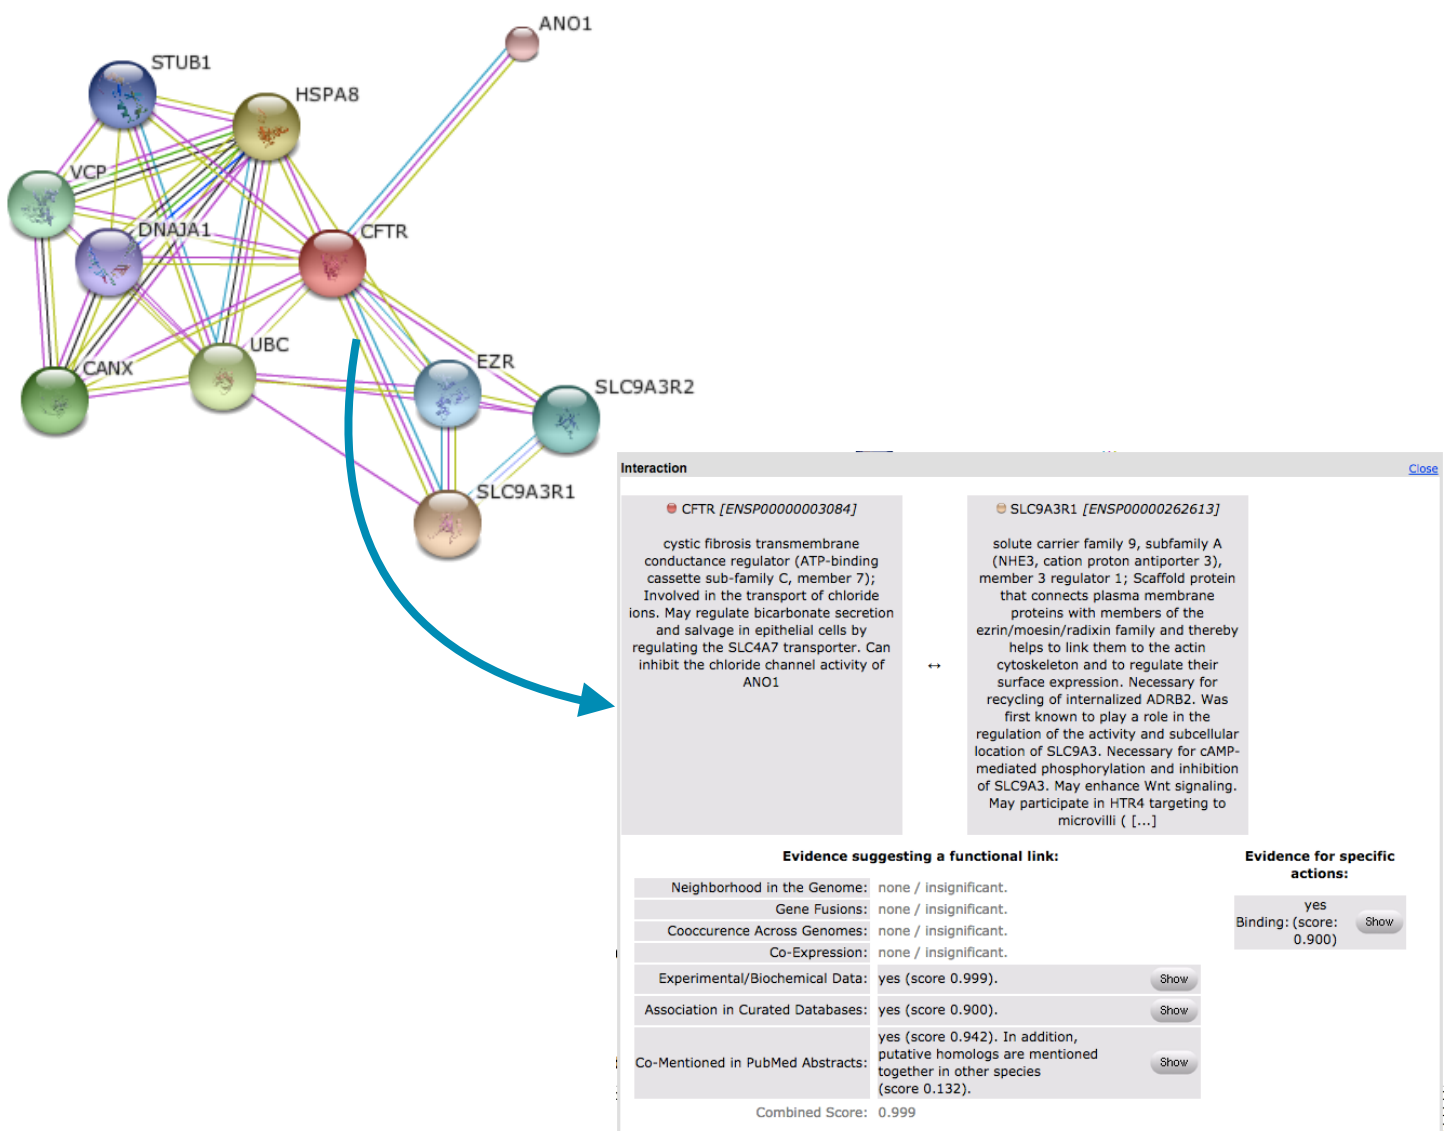 ANO1
STUB1
HSPA8
VCP
DNAJA1
CFTR
UBC
CANX
EZR
SLC9A3R2
SLC9A3R1
Interaction
Close
CFTR [ENSP00000003084]
cystic fibrosis transmembrane
conductance regulator (ATP-binding
cassette sub-family C, member 7);
Involved in the transport of chloride
ions. May regulate bicarbonate secretion
and salvage in epithelial cells by
regulating the SLC4A7 transporter. Can
inhibit the chloride channel activity of
ANO1
↔
SLC9A3R1 [ENSP00000262613]
solute carrier family 9, subfamily A
(NHE3, cation proton antiporter 3),
member 3 regulator 1; Scaffold protein
that connects plasma membrane
proteins with members of the
ezrin/moesin/radixin family and thereby
helps to link them to the actin
cytoskeleton and to regulate their
surface expression. Necessary for
recycling of internalized ADRB2. Was
first known to play a role in the
regulation of the activity and subcellular
location of SLC9A3. Necessary for cAMP-
mediated phosphorylation and inhibition
of SLC9A3. May enhance Wnt signaling.
May participate in HTR4 targeting to
microvilli ( [...]
Evidence suggesting a functional link:
Neighborhood in the Genome: none / insignificant.
Gene Fusions: none / insignificant.
Cooccurence Across Genomes: none / insignificant.
Co-Expression: none / insignificant.
Experimental/Biochemical Data: yes (score 0.999). Show
Association in Curated Databases: yes (score 0.900). Show
Co-Mentioned in PubMed Abstracts: yes (score 0.942). In addition,
putative homologs are mentioned
together in other species
(score 0.132).
Show
Combined Score: 0.999
Evidence for specific
actions:
yes
Binding: (score: Show
0.900)